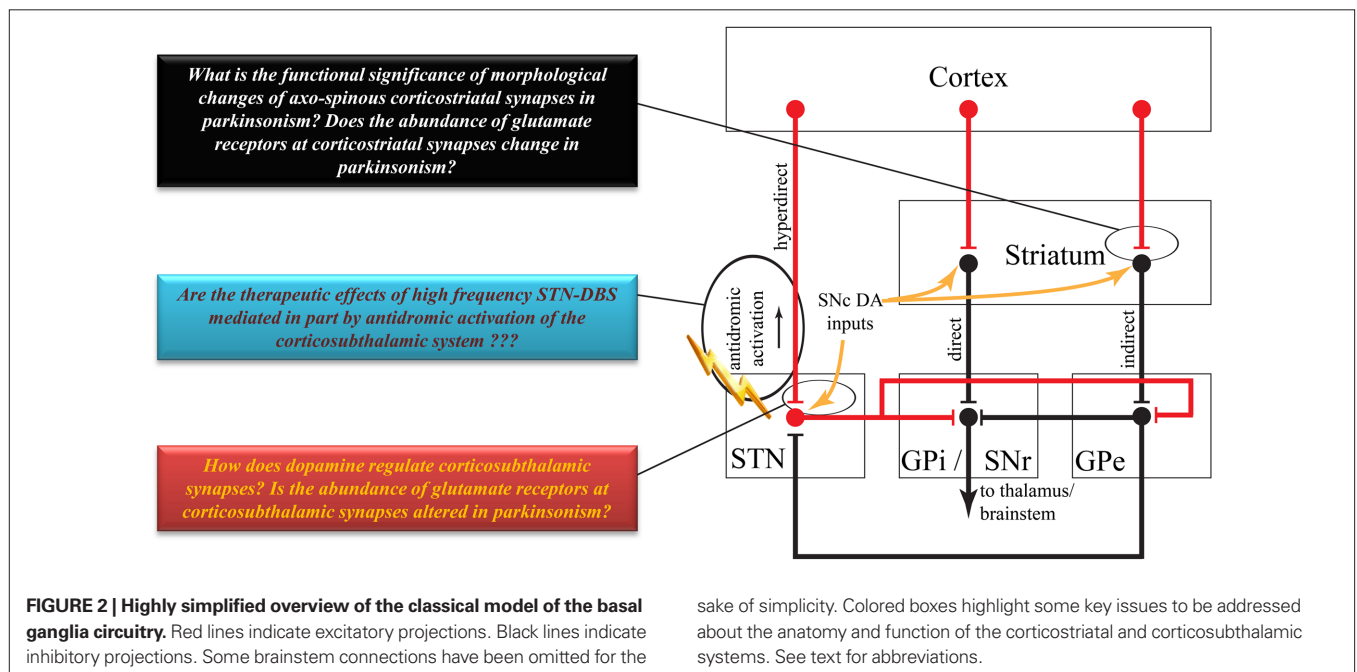 What is the functional significance of morphological
changes of axo-spinous corticostriatal synapses in
parkinsonism? Does the abundance of glutamate
receptors at corticostriatal synapses change in
parkinsonism?
Are the therapeutic effects of high frequency STN-DBS
mediated in part by antidromic activation of the
corticosubthalamic system ???
How does dopamine regulate corticosubthalamic
synapses? Is the abundance of glutamate receptors at
corticosubthalamic synapses altered in parkinsonism?
Cortex
hyperdirect
Striatum
antidromic
activation
SNc DA
inputs
direct
indirect
STN
GPi / SNr
GPe
to thalamus/
brainstem
FIGURE 2 | Highly simplified overview of the classical model of the basal
ganglia circuitry. Red lines indicate excitatory projections. Black lines indicate
inhibitory projections. Some brainstem connections have been omitted for the
sake of simplicity. Colored boxes highlight some key issues to be addressed
about the anatomy and function of the corticostriatal and corticosubthalamic
systems. See text for abbreviations.